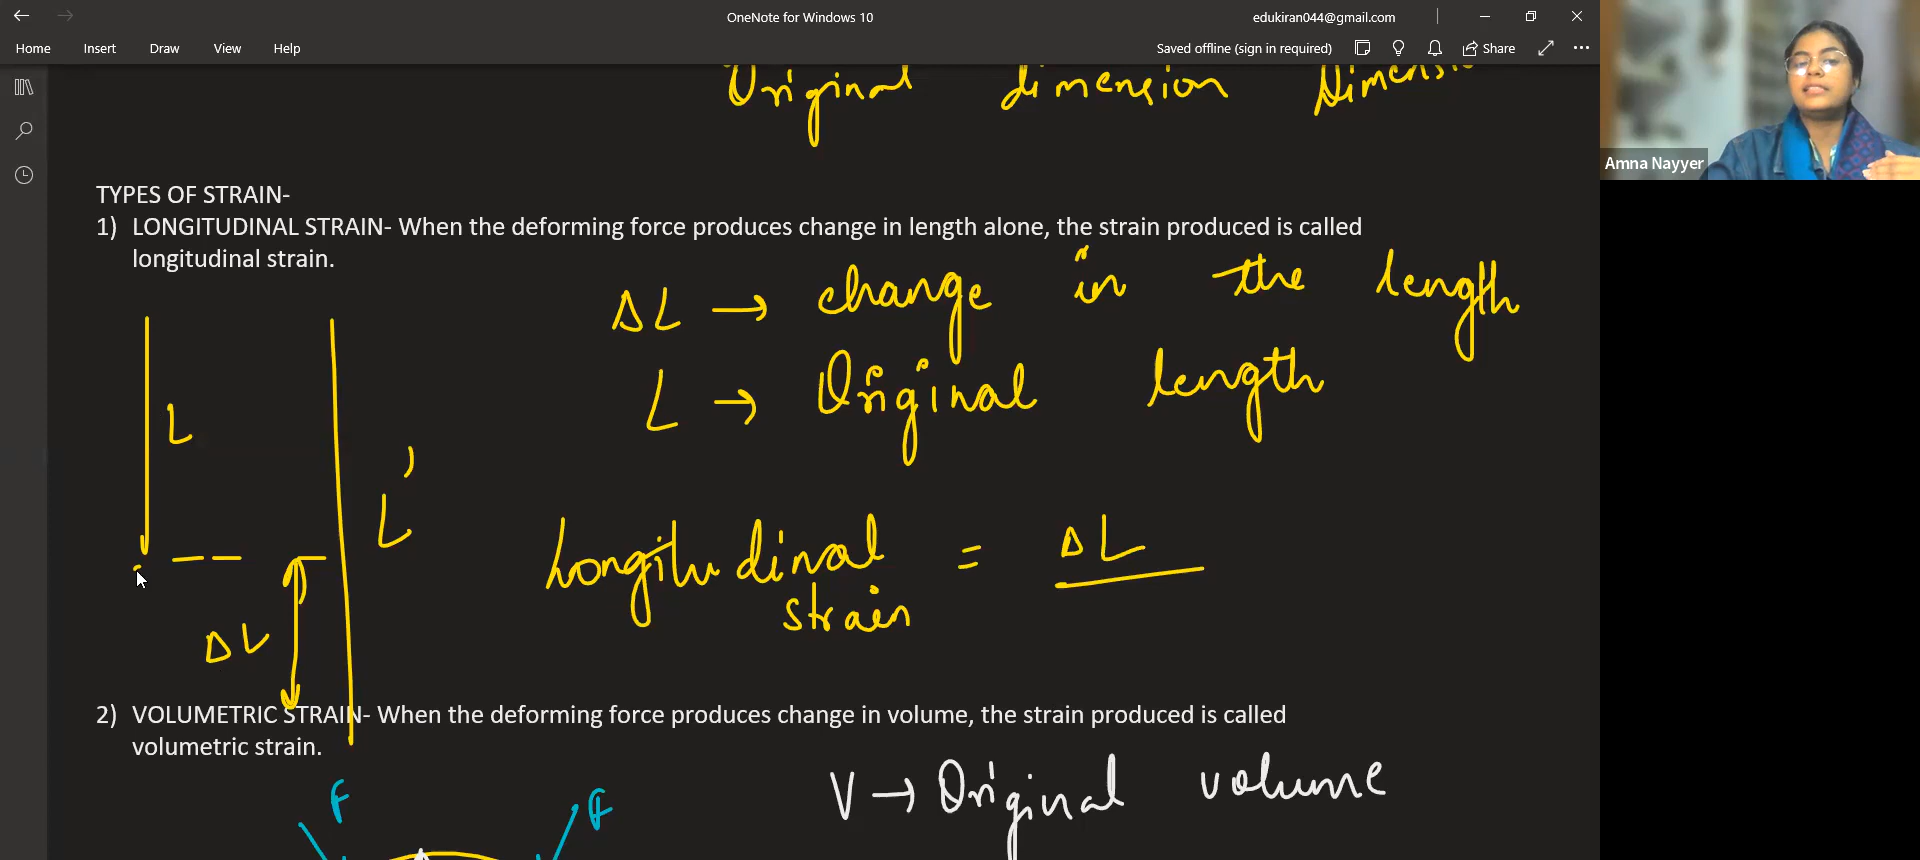 OneNote for Windows 10
edukiran044@gmail.com
Home Insert Draw View Help
Saved offline (sign in required) Share
Original dimension Dimensi
Amna Nayyer
TYPES OF STRAIN-
1) LONGITUDINAL STRAIN- When the deforming force produces change in length alone, the strain produced is called
longitudinal strain.
ΔL → change in the length
L → Original length
L
L'
Longitudinal = ΔL
strain
ΔL
2) VOLUMETRIC STRAIN- When the deforming force produces change in volume, the strain produced is called
volumetric strain.
V → Original volume
F F